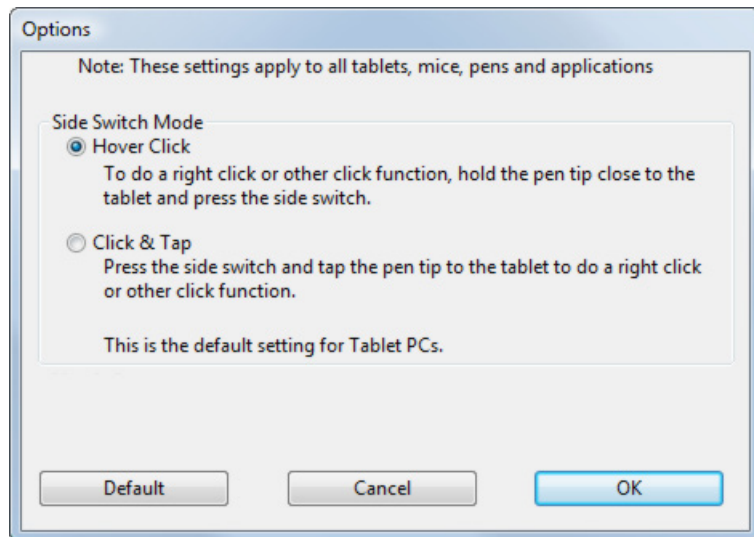 Options
Note: These settings apply to all tablets, mice, pens and applications
Side Switch Mode
Hover Click
To do a right click or other click function, hold the pen tip close to the
tablet and press the side switch.
Click & Tap
Press the side switch and tap the pen tip to the tablet to do a right click
or other click function.
This is the default setting for Tablet PCs.
Default
Cancel
OK